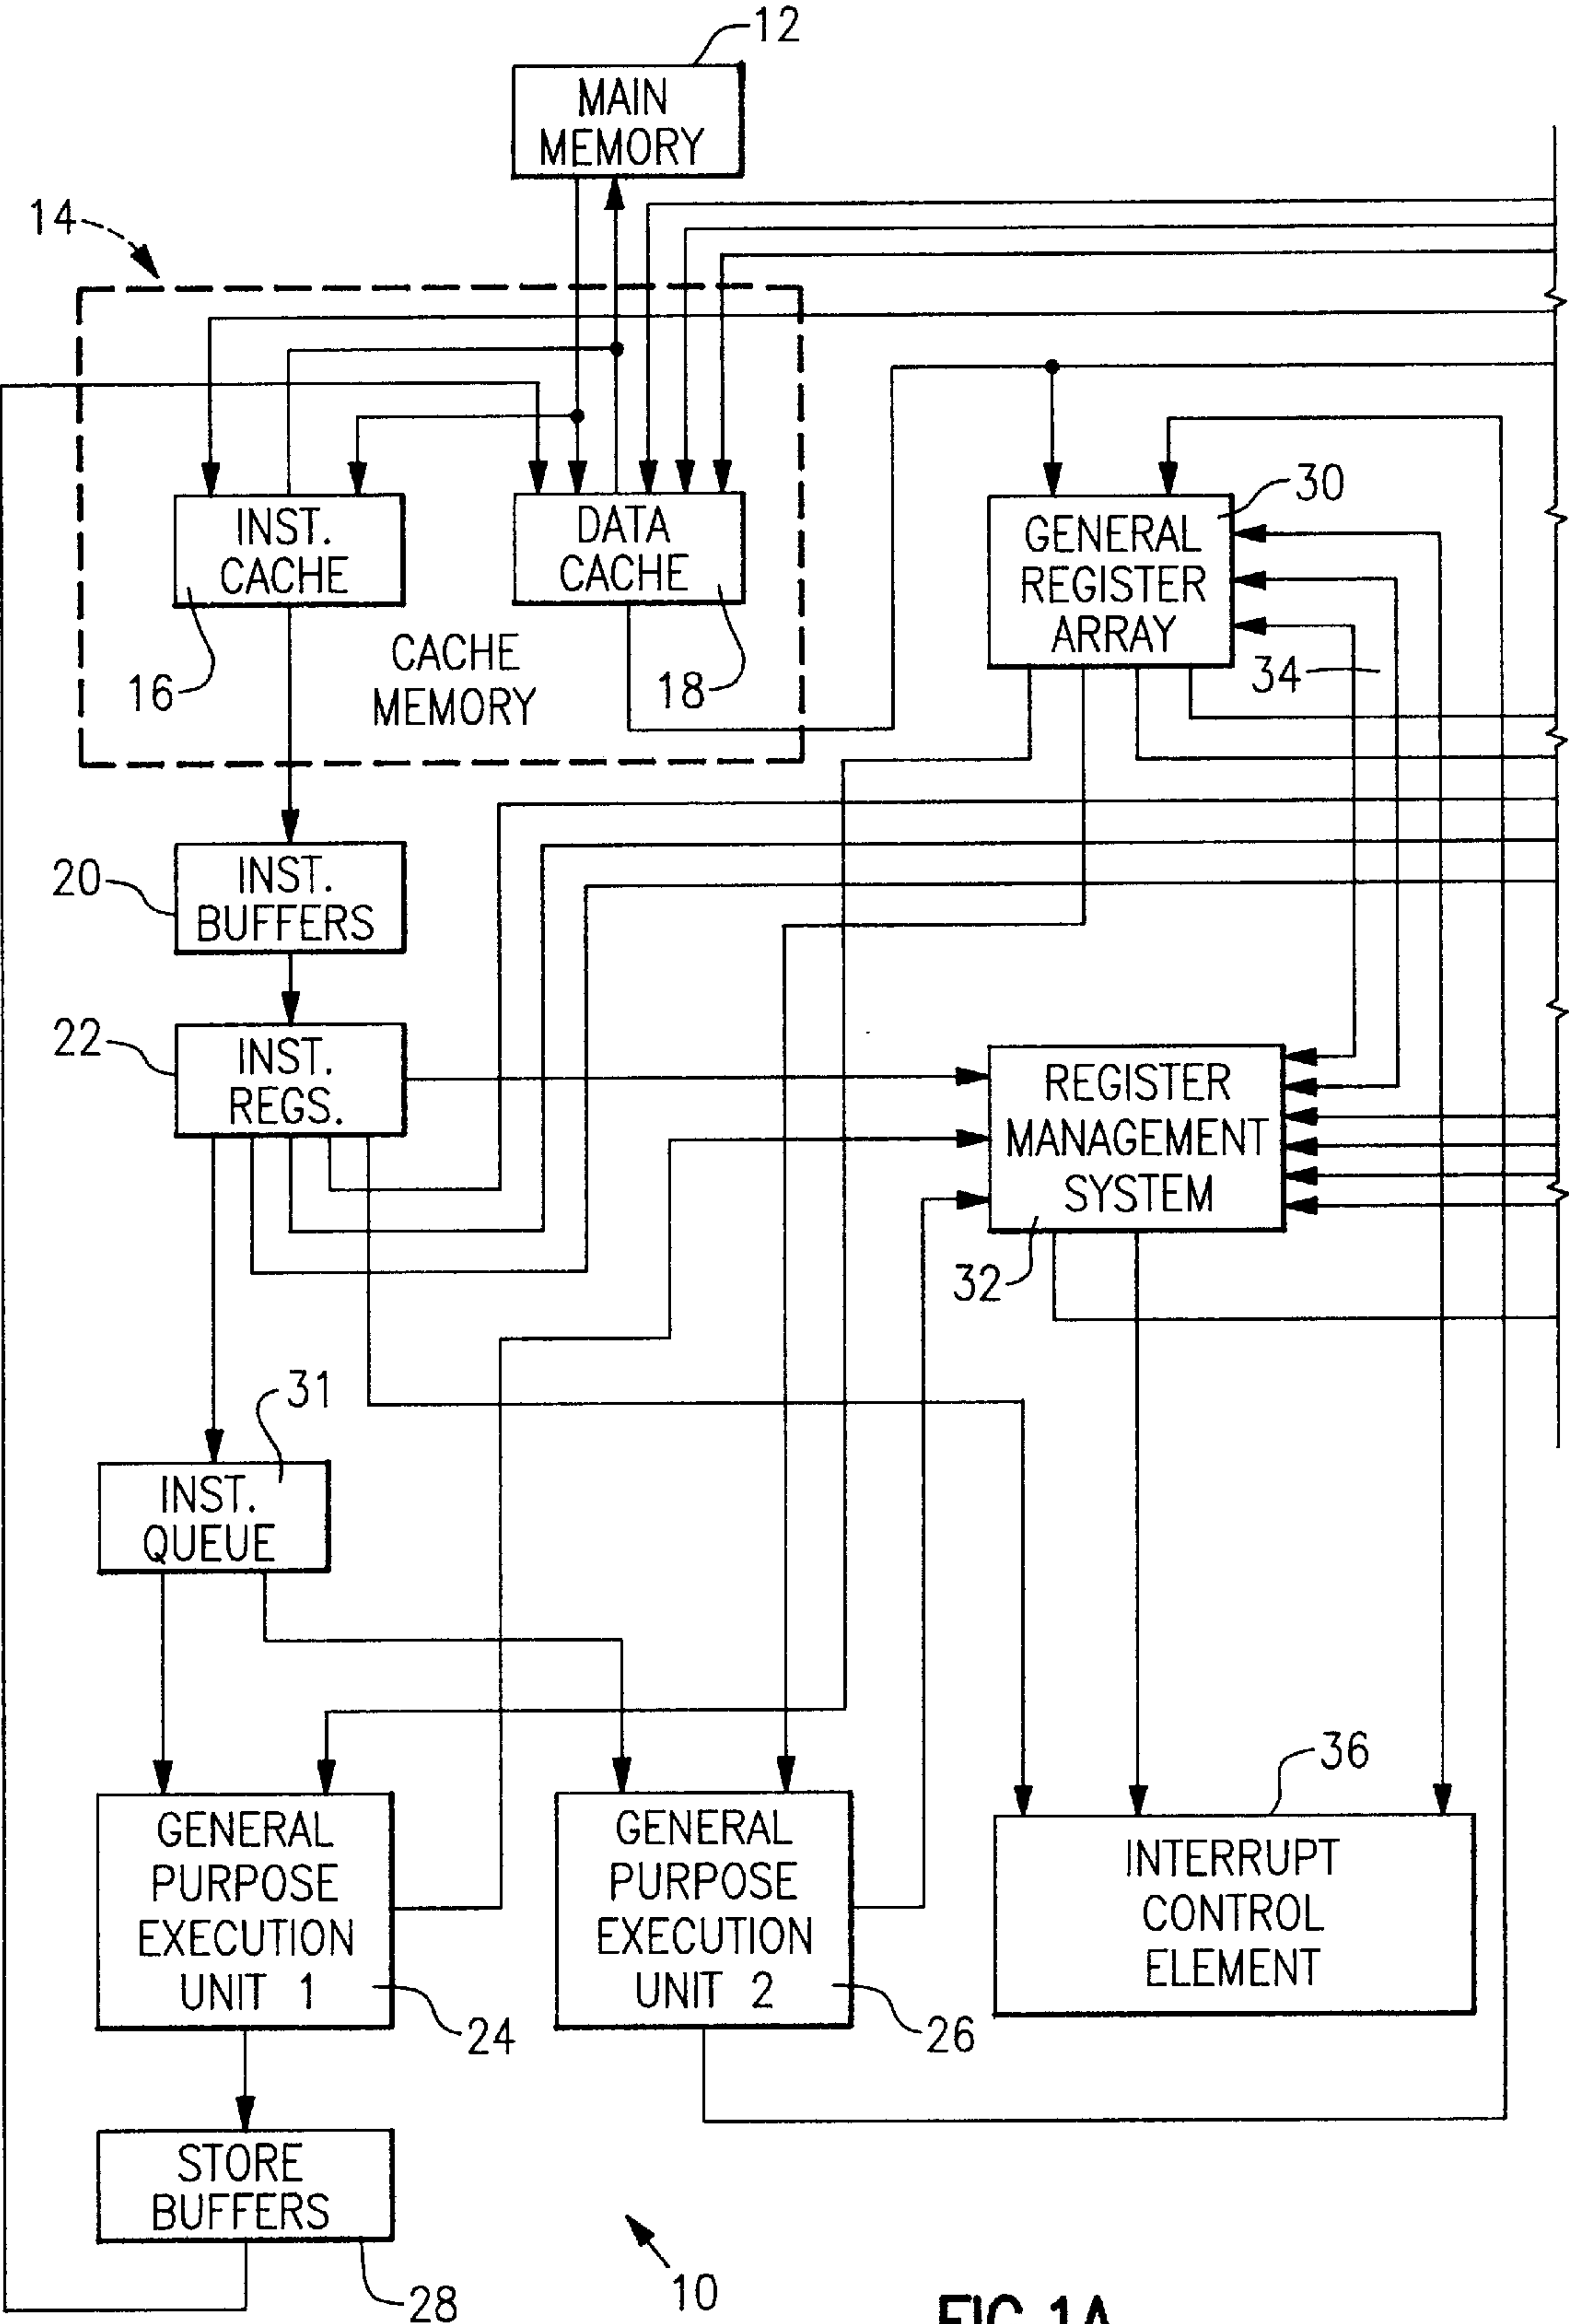 12
MAIN
MEMORY
14
30
INST.
CACHE
DATA
CACHE
GENERAL
REGISTER
ARRAY
16
CACHE
MEMORY
18
34
20
INST.
BUFFERS
22
INST.
REGS.
REGISTER
MANAGEMENT
SYSTEM
32
31
INST.
QUEUE
36
GENERAL
PURPOSE
EXECUTION
UNIT 1
GENERAL
PURPOSE
EXECUTION
UNIT 2
INTERRUPT
CONTROL
ELEMENT
24
26
STORE
BUFFERS
28
10
FIG. 1A